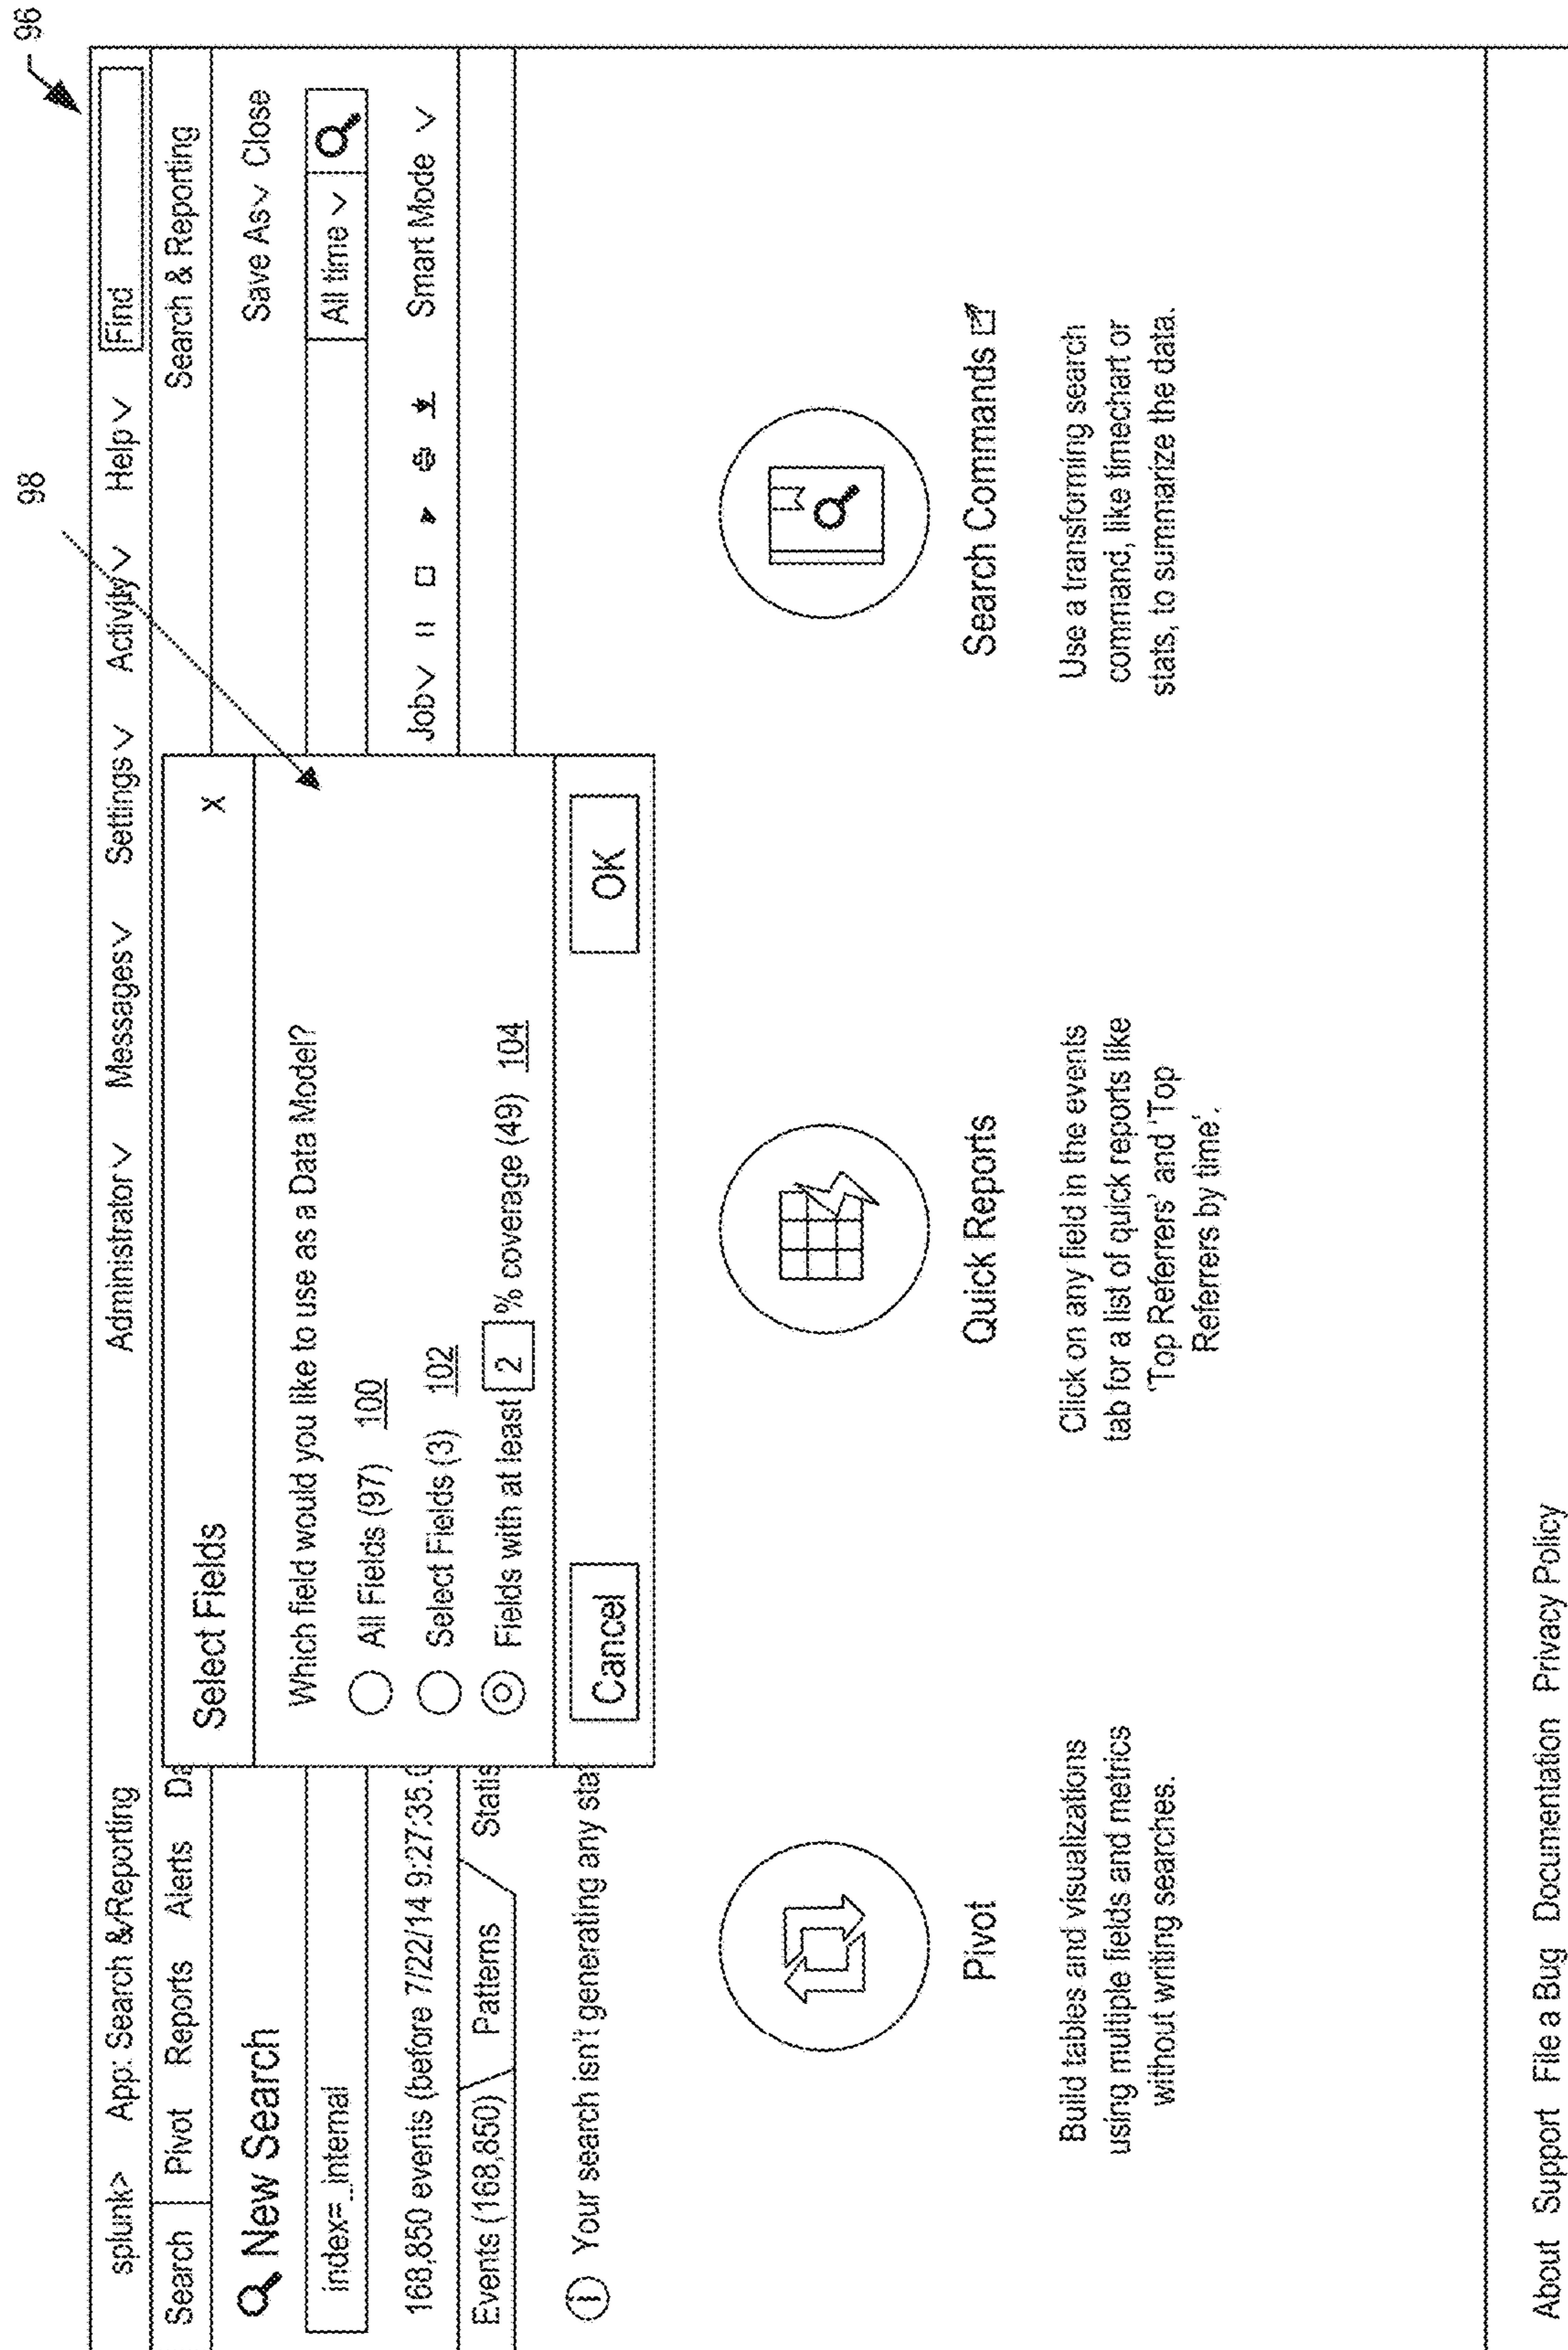 96
98
splunk> App: Search &Reporting Administrator Messages Settings Activity Help Find
Search Pivot Reports Alerts Da Search & Reporting
New Search Save As Close
index=_internal All time
168,850 events (before 7/22/14 9:27:35. Job Smart Mode
Events (168,850) Patterns Statis
i Your search isn't generating any stat
Select Fields X
Which field would you like to use as a Data Model?
All Fields (97) 100
Select Fields (3) 102
Fields with at least 2 % coverage (49) 104
Cancel OK
Pivot
Build tables and visualizations
using multiple fields and metrics
without writing searches.
Quick Reports
Click on any field in the events
tab for a list of quick reports like
'Top Referrers' and 'Top
Referrers by time'.
Search Commands
Use a transforming search
command, like timechart or
stats, to summarize the data.
About Support File a Bug Documentation Privacy Policy